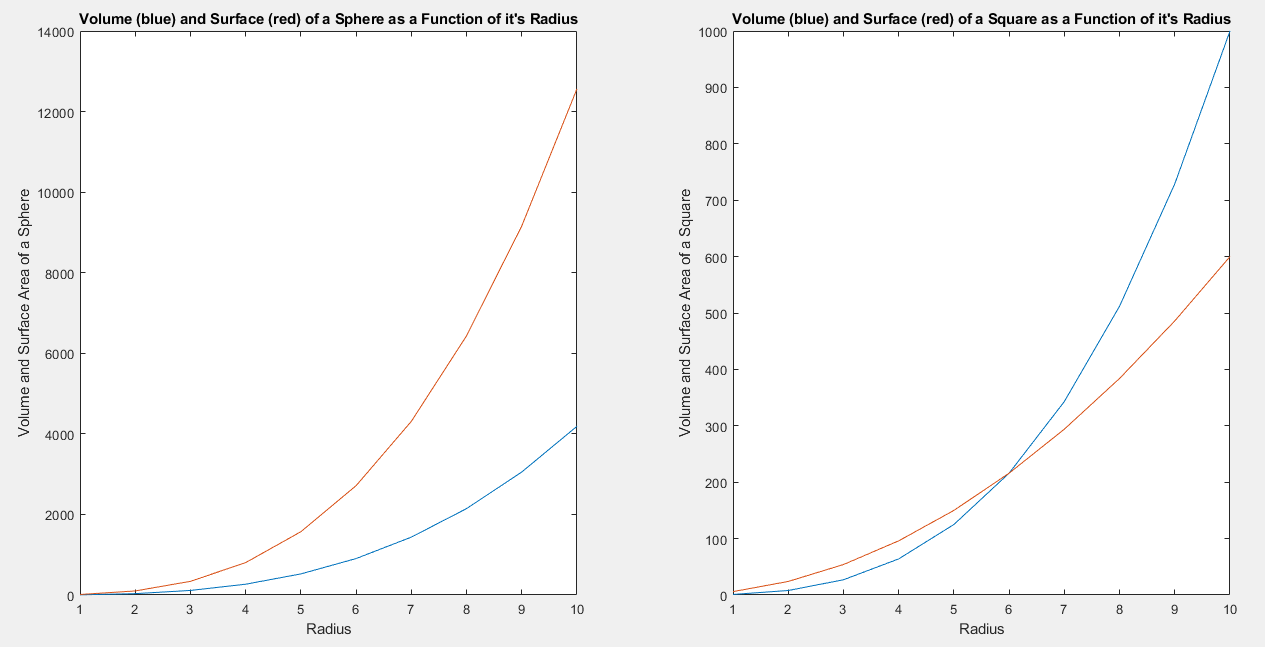 Volume (blue) and Surface (red) of a Sphere as a Function of it's Radius
Volume and Surface Area of a Sphere
14000
12000
10000
8000
6000
4000
2000
0
1 2 3 4 5 6 7 8 9 10
Radius
Volume (blue) and Surface (red) of a Square as a Function of it's Radius
Volume and Surface Area of a Square
1000
900
800
700
600
500
400
300
200
100
0
1 2 3 4 5 6 7 8 9 10
Radius